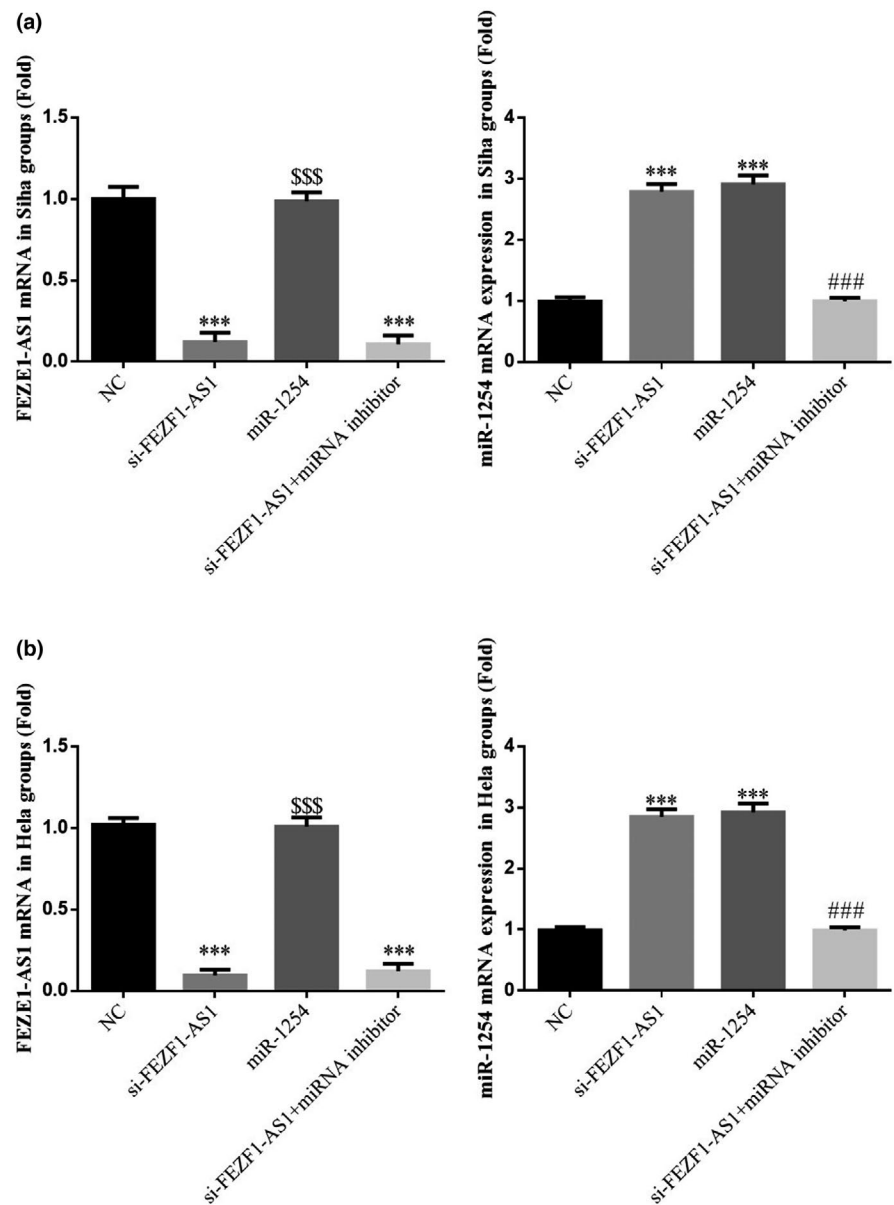 (a)
FEZE1-AS1 mRNA in Siha groups (Fold)
1.5
1.0
0.5
0.0
$$$
***
***
NC
si-FEZF1-AS1
miR-1254
si-FEZF1-AS1+miRNA inhibitor
miR-1254 mRNA expression in Siha groups (Fold)
4
3
2
1
0
***
***
###
NC
si-FEZF1-AS1
miR-1254
si-FEZF1-AS1+miRNA inhibitor
(b)
FEZE1-AS1 mRNA in Hela groups (Fold)
1.5
1.0
0.5
0.0
$$$
***
***
NC
si-FEZF1-AS1
miR-1254
si-FEZF1-AS1+miRNA inhibitor
miR-1254 mRNA expression in Hela groups (Fold)
4
3
2
1
0
***
***
###
NC
si-FEZF1-AS1
miR-1254
si-FEZF1-AS1+miRNA inhibitor